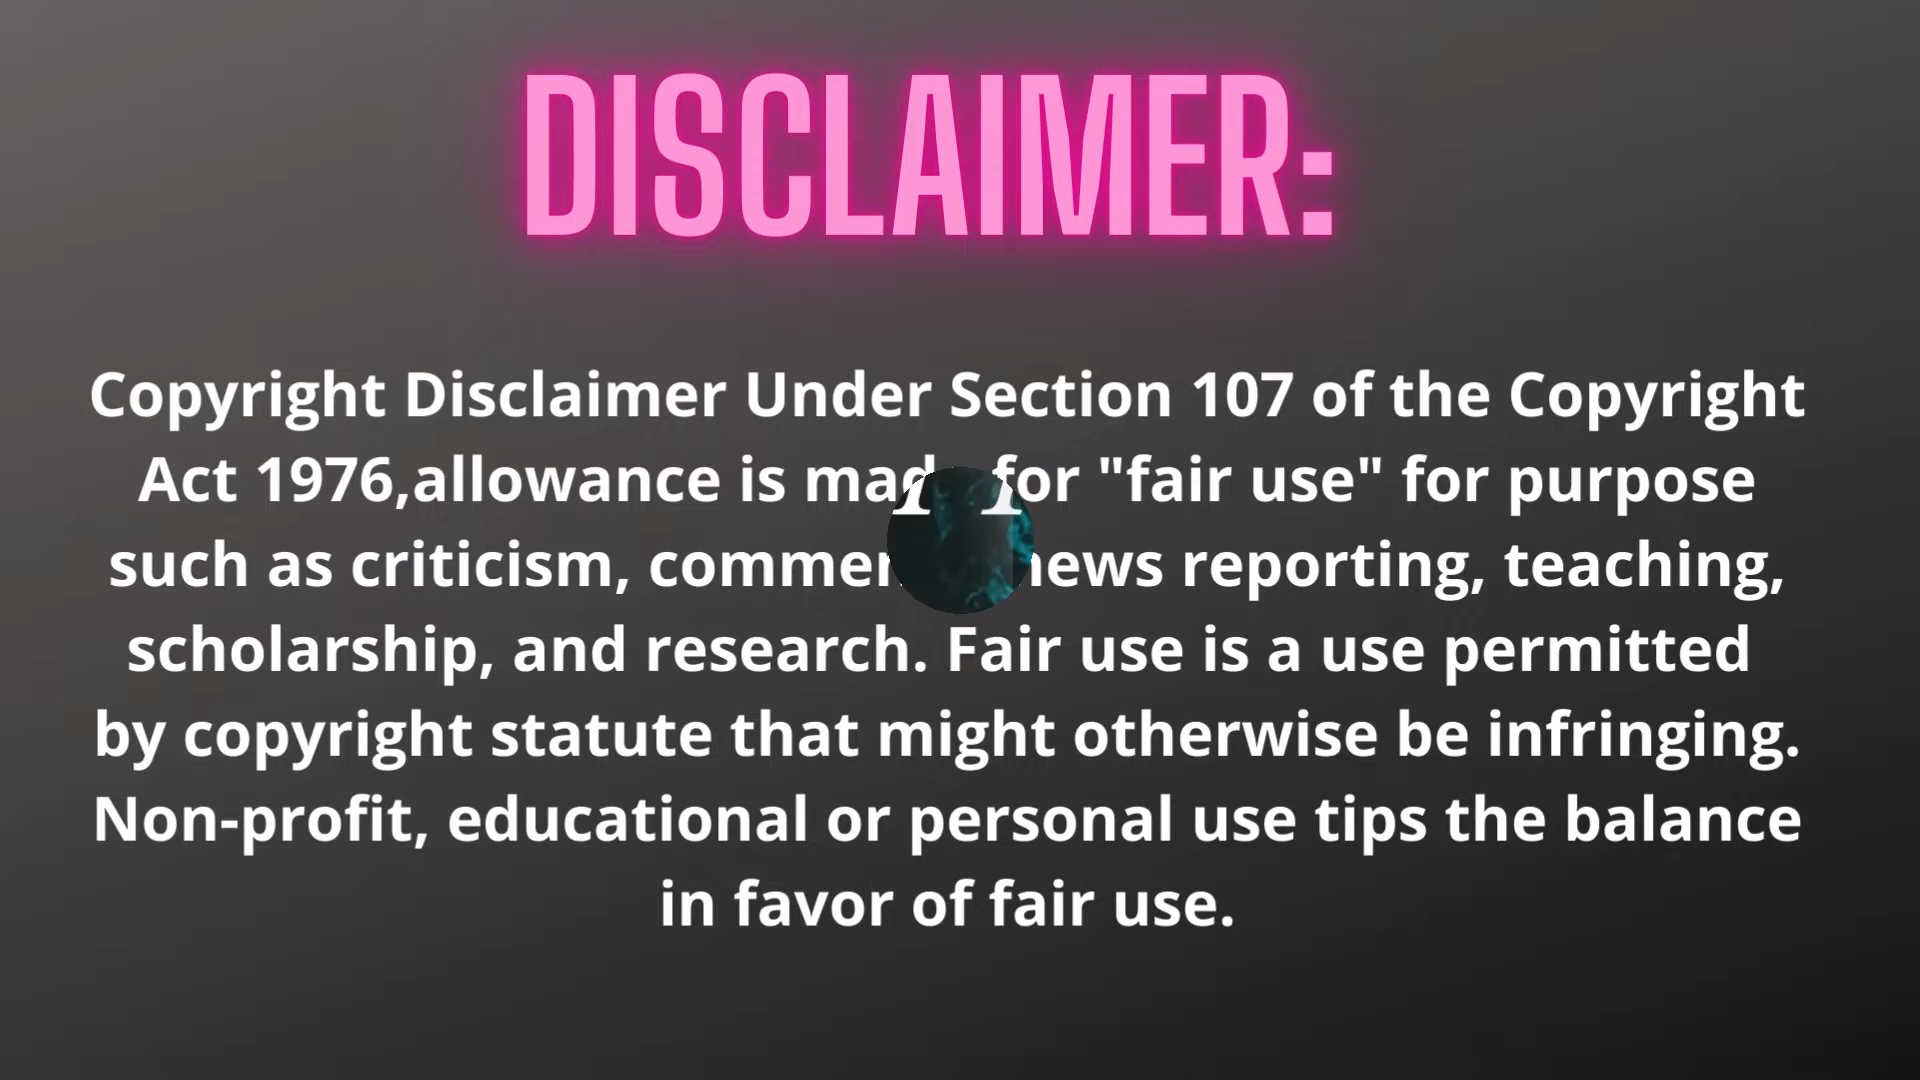 DISCLAIMER:
Copyright Disclaimer Under Section 107 of the Copyright
Act 1976,allowance is for "fair use" for purpose
such as criticism, news reporting, teaching,
scholarship, and research. Fair use is a use permitted
by copyright statute that might otherwise be infringing.
Non-profit, educational or personal use tips the balance
in favor of fair use.